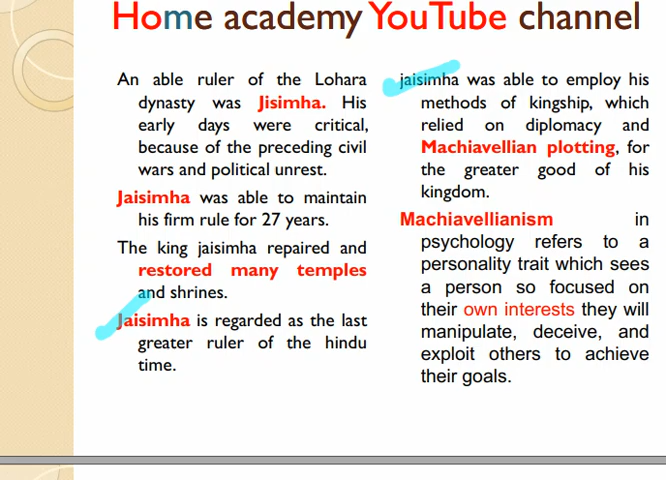 Home academy YouTube channel
An able ruler of the Lohara
dynasty was Jisimha. His
early days were critical,
because of the preceding civil
wars and political unrest.
Jaisimha was able to maintain
his firm rule for 27 years.
The king jaisimha repaired and
restored many temples
and shrines.
Jaisimha is regarded as the last
greater ruler of the hindu
time.
jaisimha was able to employ his
methods of kingship, which
relied on diplomacy and
Machiavellian plotting, for
the greater good of his
kingdom.
Machiavellianism in
psychology refers to a
personality trait which sees
a person so focused on
their own interests they will
manipulate, deceive, and
exploit others to achieve
their goals.